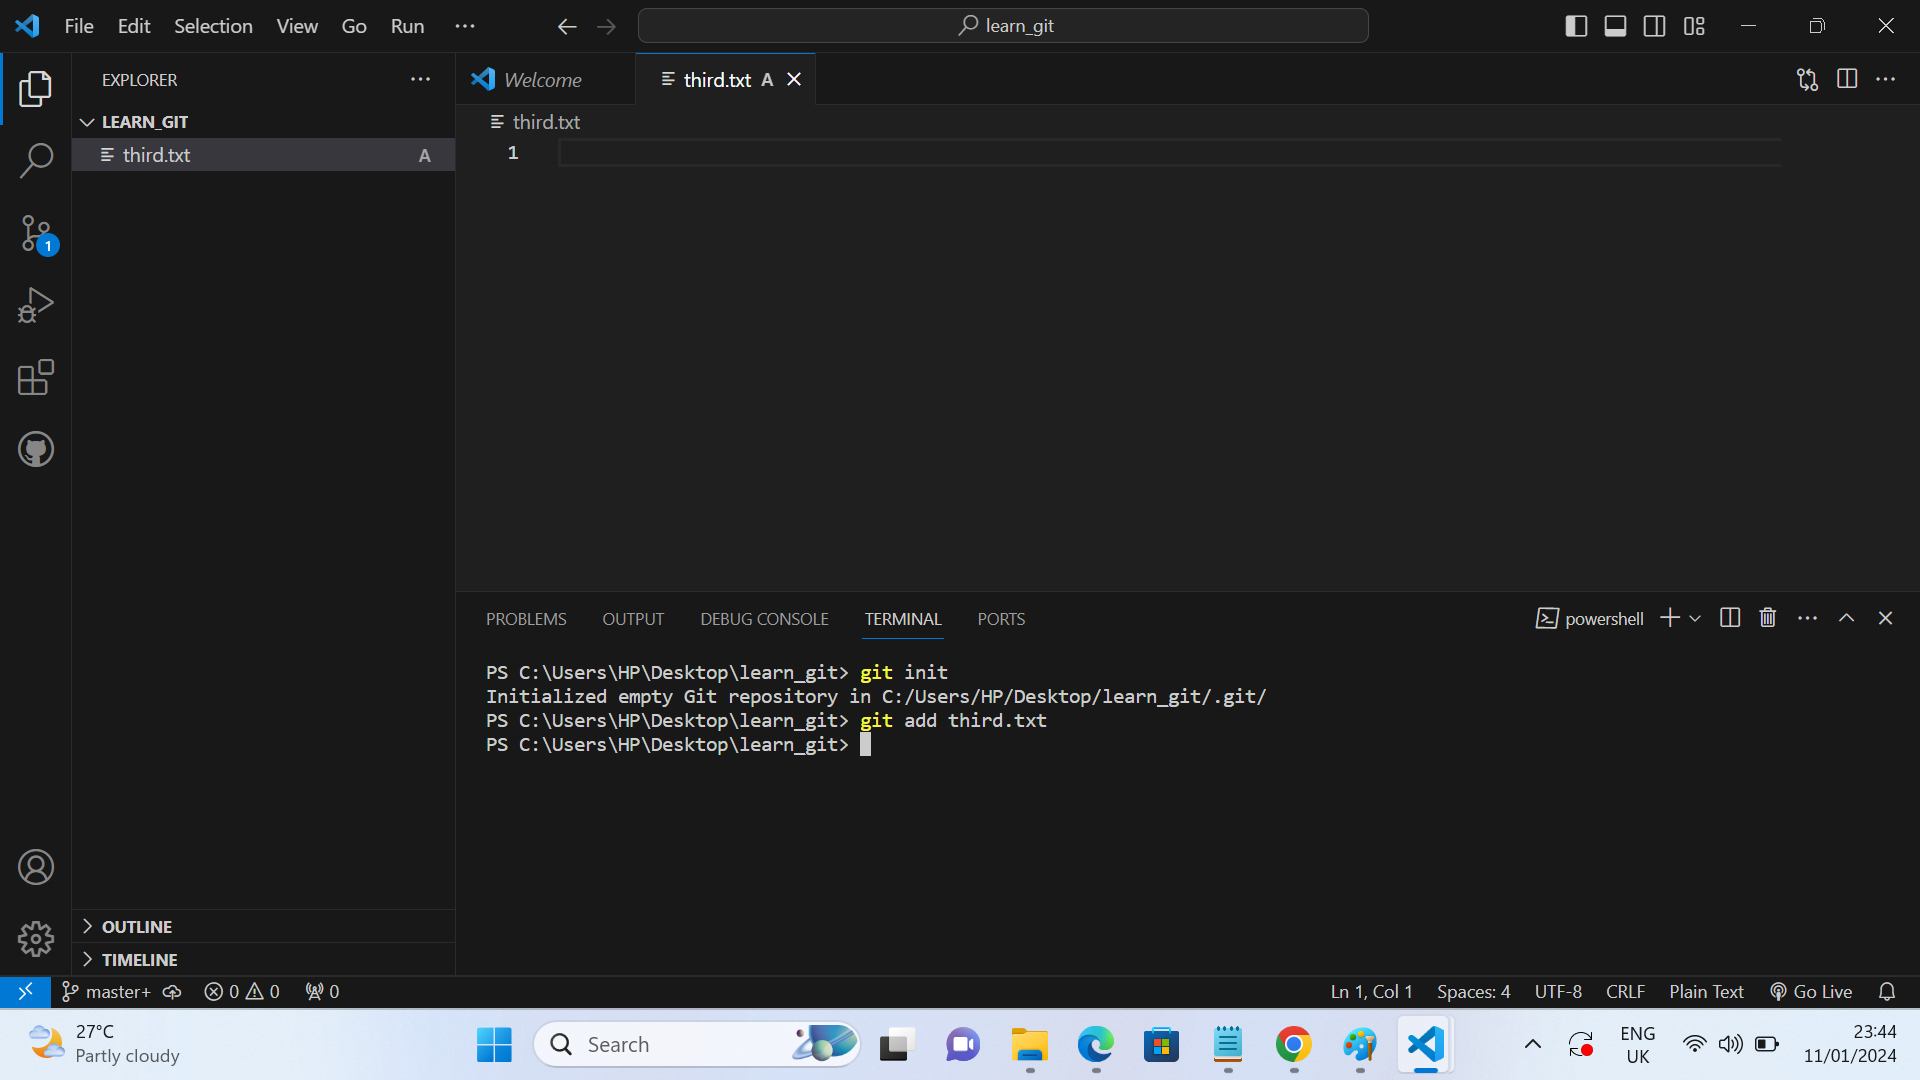 File Edit Selection View Go Run
learn_git
EXPLORER
LEARN_GIT
third.txt A
1
OUTLINE
TIMELINE
Welcome
third.txt A
third.txt
1
PROBLEMS OUTPUT DEBUG CONSOLE TERMINAL PORTS
powershell
PS C:\Users\HP\Desktop\learn_git> git init
Initialized empty Git repository in C:/Users/HP/Desktop/learn_git/.git/
PS C:\Users\HP\Desktop\learn_git> git add third.txt
PS C:\Users\HP\Desktop\learn_git>
master+ 0 0 0
Ln 1, Col 1 Spaces: 4 UTF-8 CRLF Plain Text Go Live
27°C
Partly cloudy
Search
ENG
UK
23:44
11/01/2024